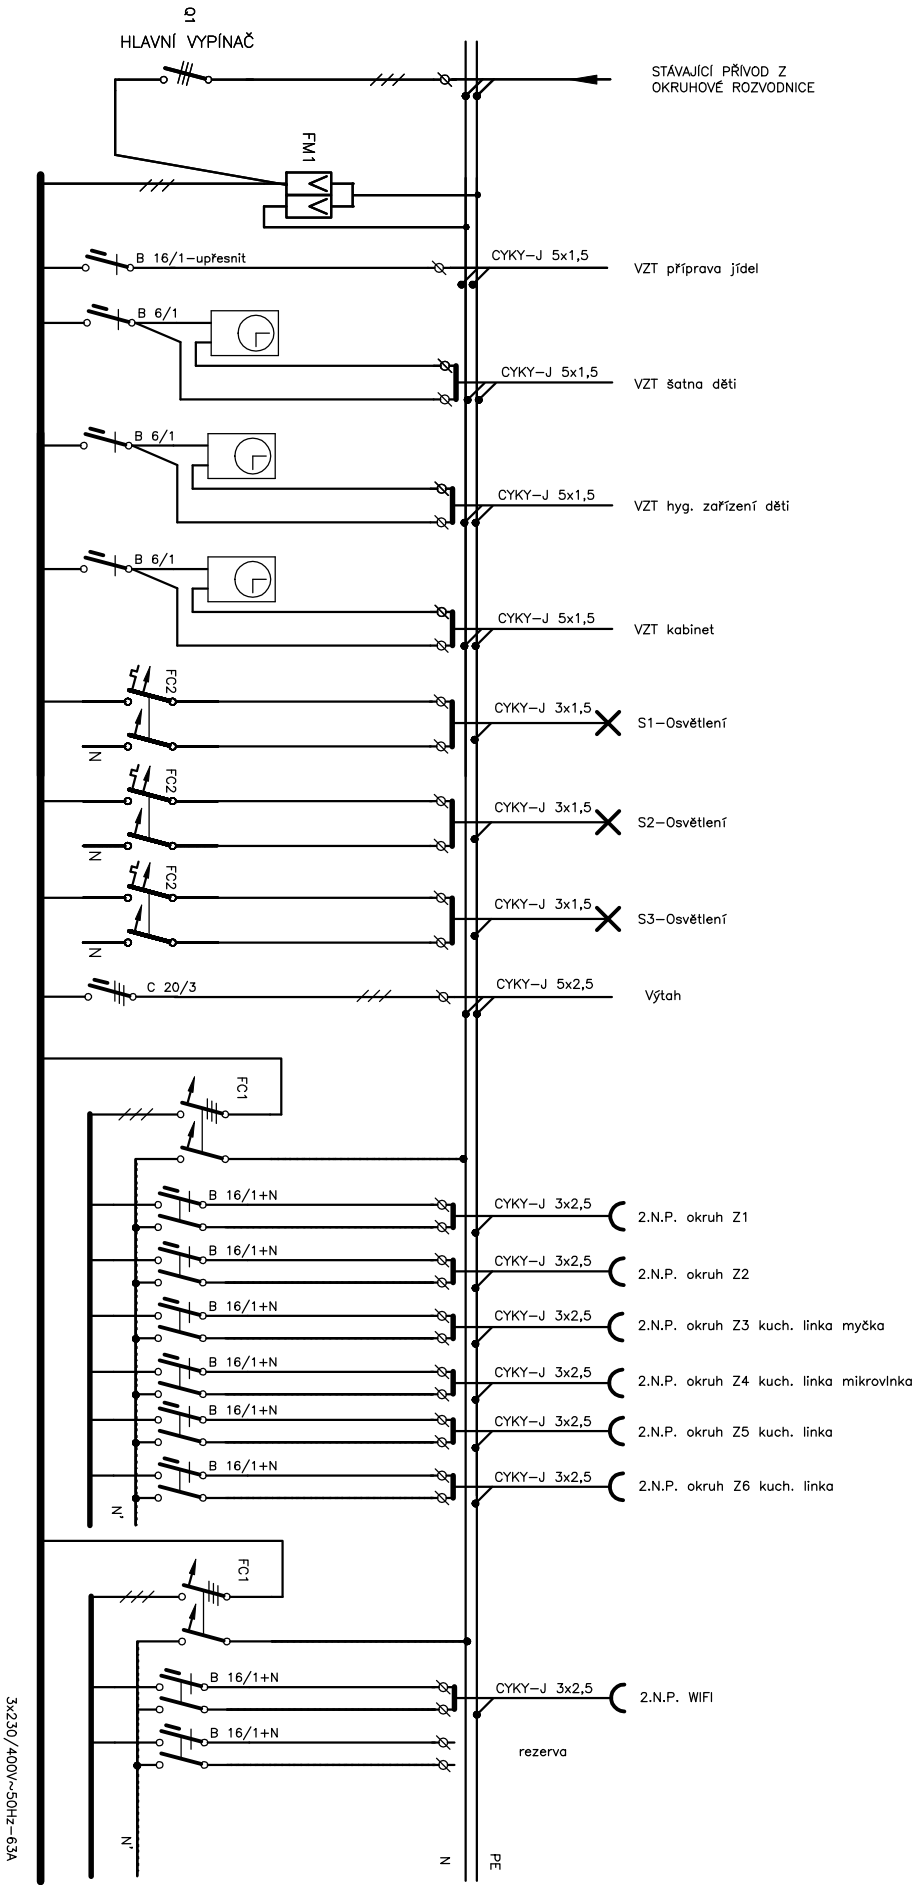 Q1
HLAVNÍ VYPÍNAČ
STÁVAJÍCÍ PŘÍVOD Z
OKRUHOVÉ ROZVODNICE
FM1
B 16/1-upřesnit
CYKY-J 5x1,5
VZT příprava jídel
B 6/1
CYKY-J 5x1,5
VZT šatna děti
B 6/1
CYKY-J 5x1,5
VZT hyg. zařízení děti
B 6/1
CYKY-J 5x1,5
VZT kabinet
FC2
N
CYKY-J 3x1,5
S1-Osvětlení
FC2
N
CYKY-J 3x1,5
S2-Osvětlení
FC2
N
CYKY-J 3x1,5
S3-Osvětlení
C 20/3
CYKY-J 5x2,5
Výtah
FC1
B 16/1+N
CYKY-J 3x2,5
2.N.P. okruh Z1
B 16/1+N
CYKY-J 3x2,5
2.N.P. okruh Z2
B 16/1+N
CYKY-J 3x2,5
2.N.P. okruh Z3 kuch. linka myčka
B 16/1+N
CYKY-J 3x2,5
2.N.P. okruh Z4 kuch. linka mikrovlnka
B 16/1+N
CYKY-J 3x2,5
2.N.P. okruh Z5 kuch. linka
B 16/1+N
CYKY-J 3x2,5
2.N.P. okruh Z6 kuch. linka
N'
FC1
B 16/1+N
CYKY-J 3x2,5
2.N.P. WIFI
B 16/1+N
rezerva
N'
N
PE
3x230/400V~50Hz-63A